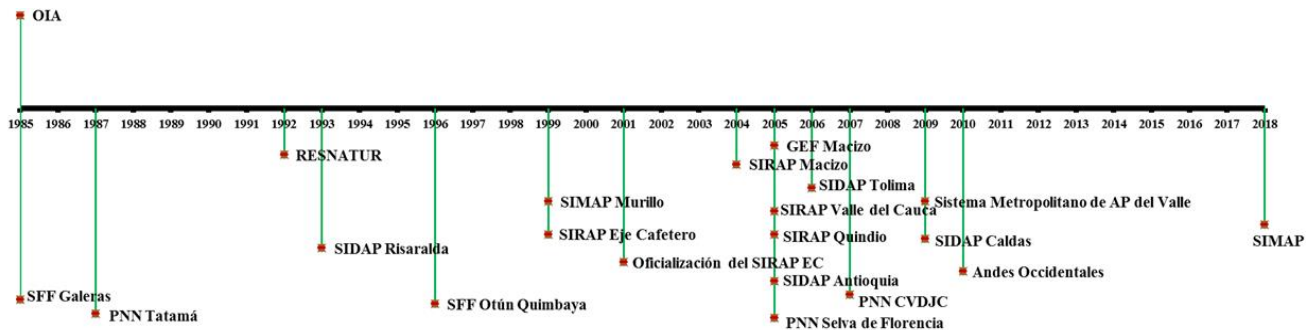 OIA
1985 1986 1987 1988 1989 1990 1991 1992 1993 1994 1995 1996 1997 1998 1999 2000 2001 2002 2003 2004 2005 2006 2007 2008 2009 2010 2011 2012 2013 2014 2015 2016 2017 2018
GEF Macizo
RESNATUR
SIRAP Macizo
SIDAP Tolima
SIMAP Murillo
Sistema Metropolitano de AP del Valle
SIRAP Valle del Cauca
SIRAP Eje Cafetero
SIRAP Quindio
SIDAP Caldas
SIMAP
SIDAP Risaralda
Oficialización del SIRAP EC
Andes Occidentales
SIDAP Antioquia
SFF Galeras
SFF Otún Quimbaya
PNN CVDJC
PNN Tatamá
PNN Selva de Florencia